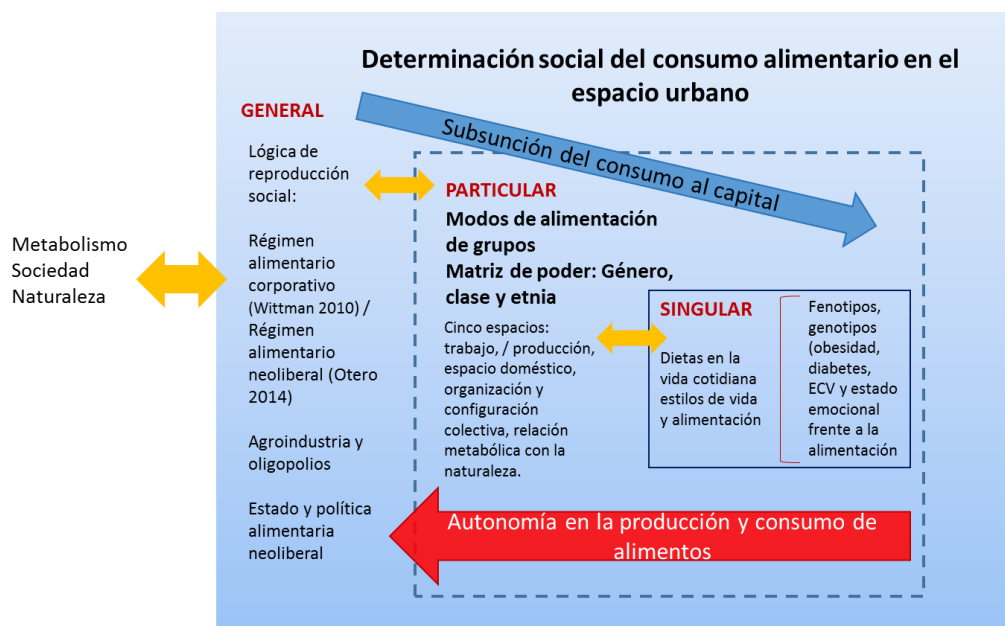 Determinación social del consumo alimentario en el
espacio urbano
GENERAL
Subsunción del consumo al capital
Lógica de
reproducción
social:
Régimen
alimentario
corporativo
(Wittman 2010) /
Régimen
alimentario
neoliberal (Otero
2014)
Agroindustria y
oligopolios
Estado y política
alimentaria
neoliberal
Metabolismo
Sociedad
Naturaleza
PARTICULAR
Modos de alimentación
de grupos
Matriz de poder: Género,
clase y etnia
Cinco espacios:
trabajo, / producción,
espacio doméstico,
organización y
configuración
colectiva, relación
metabólica con la
naturaleza.
SINGULAR
Dietas en la
vida cotidiana
estilos de vida
y alimentación
Fenotipos,
genotipos
(obesidad,
diabetes,
ECV y estado
emocional
frente a la
alimentación
Autonomía en la producción y consumo de
alimentos